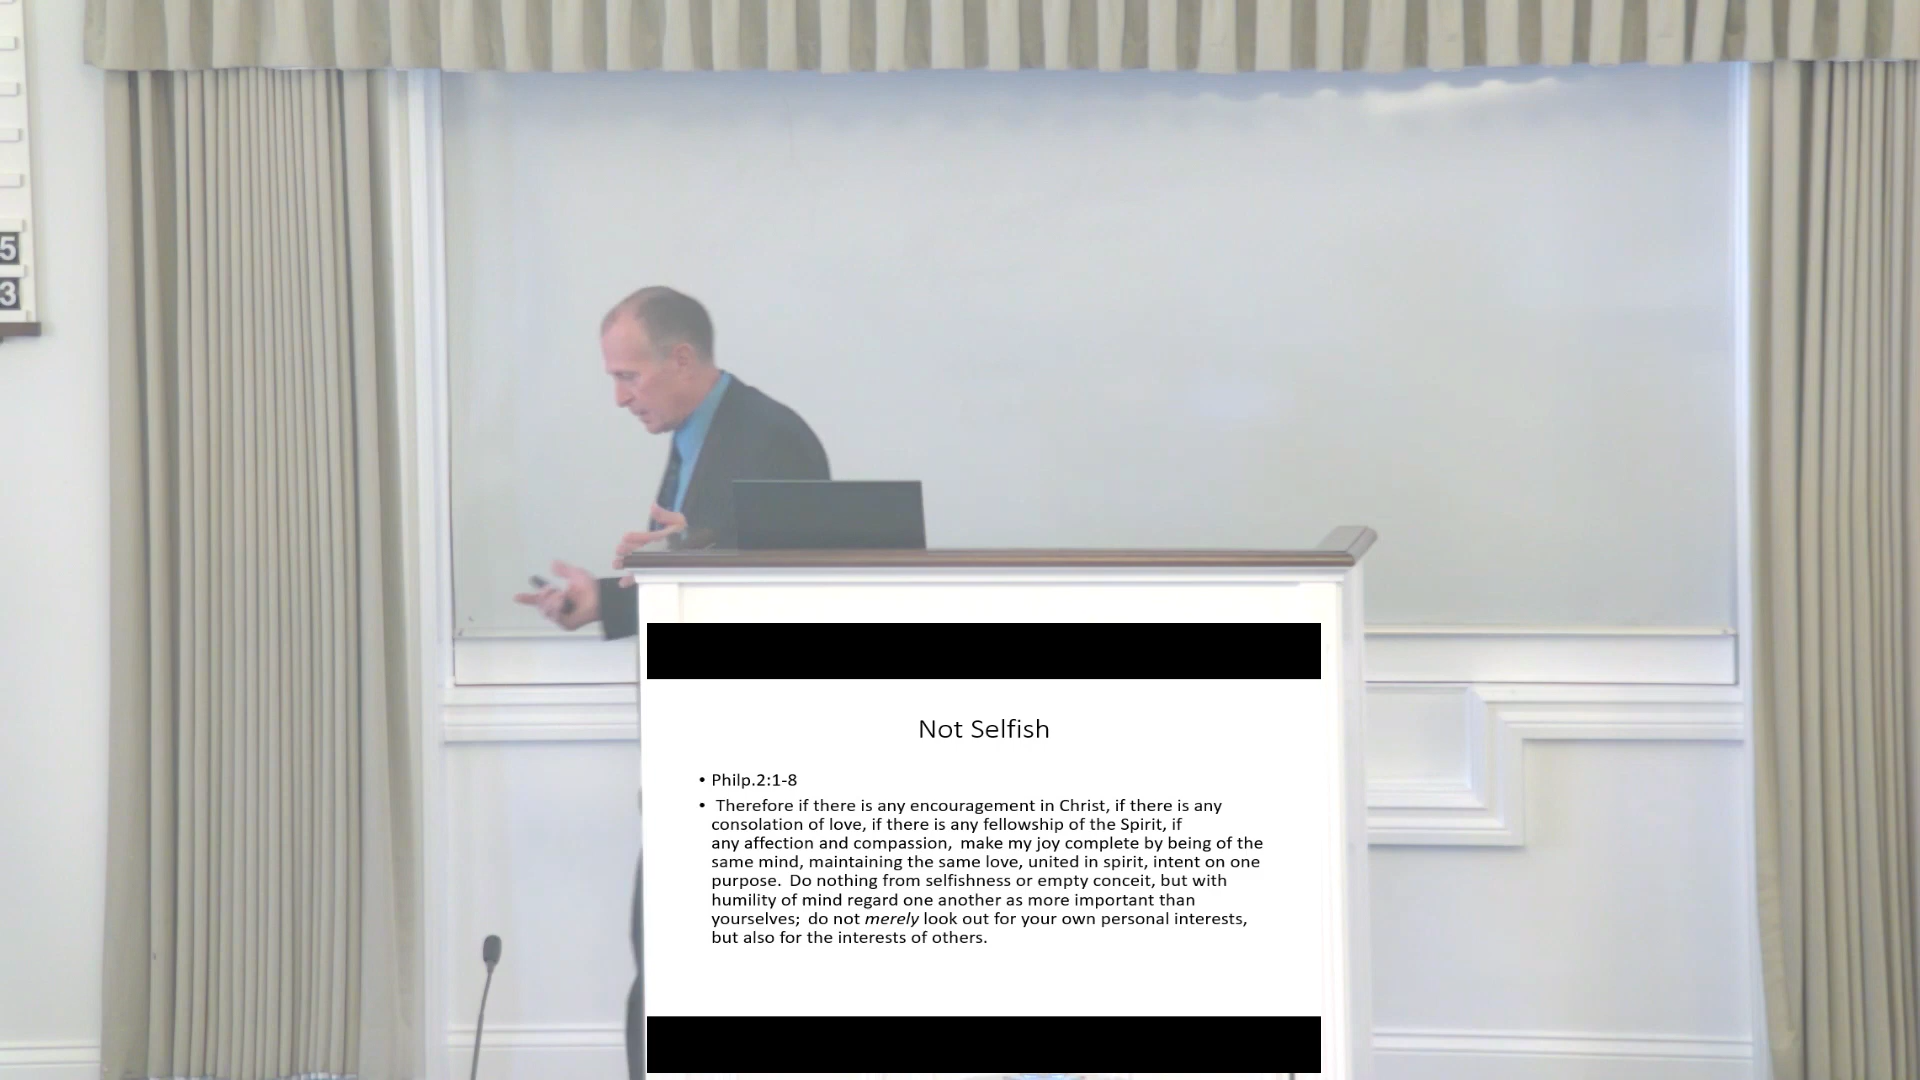 5
3
Not Selfish
• Philp.2:1-8
• Therefore if there is any encouragement in Christ, if there is any
consolation of love, if there is any fellowship of the Spirit, if
any affection and compassion, make my joy complete by being of the
same mind, maintaining the same love, united in spirit, intent on one
purpose. Do nothing from selfishness or empty conceit, but with
humility of mind regard one another as more important than
yourselves; do not merely look out for your own personal interests,
but also for the interests of others.